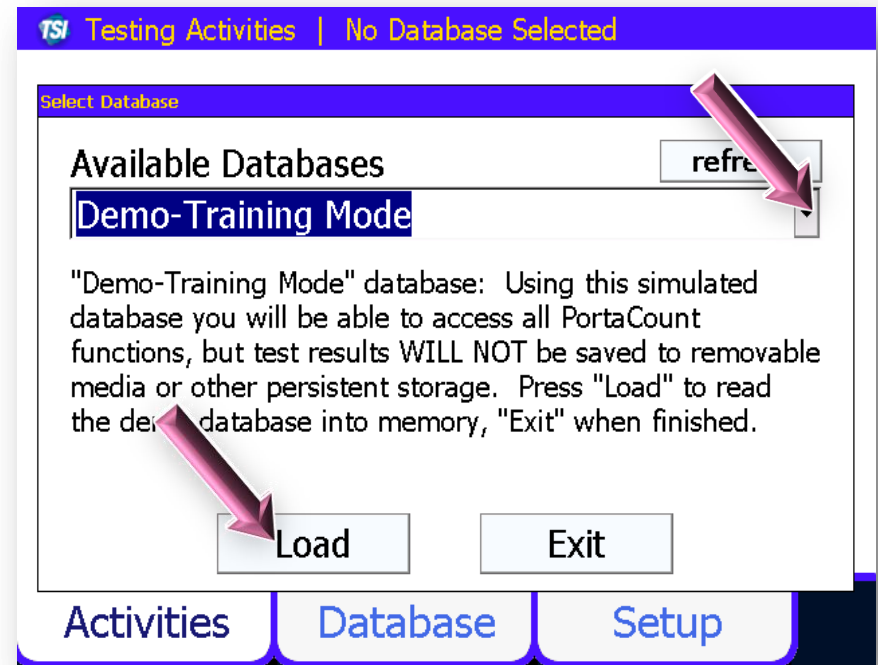 TSI Testing Activities | No Database Selected
Select Database
Available Databases
Demo-Training Mode
"Demo-Training Mode" database: Using this simulated
database you will be able to access all PortaCount
functions, but test results WILL NOT be saved to removable
media or other persistent storage. Press "Load" to read
the database into memory, "Exit" when finished.
Load Exit
Activities Database Setup